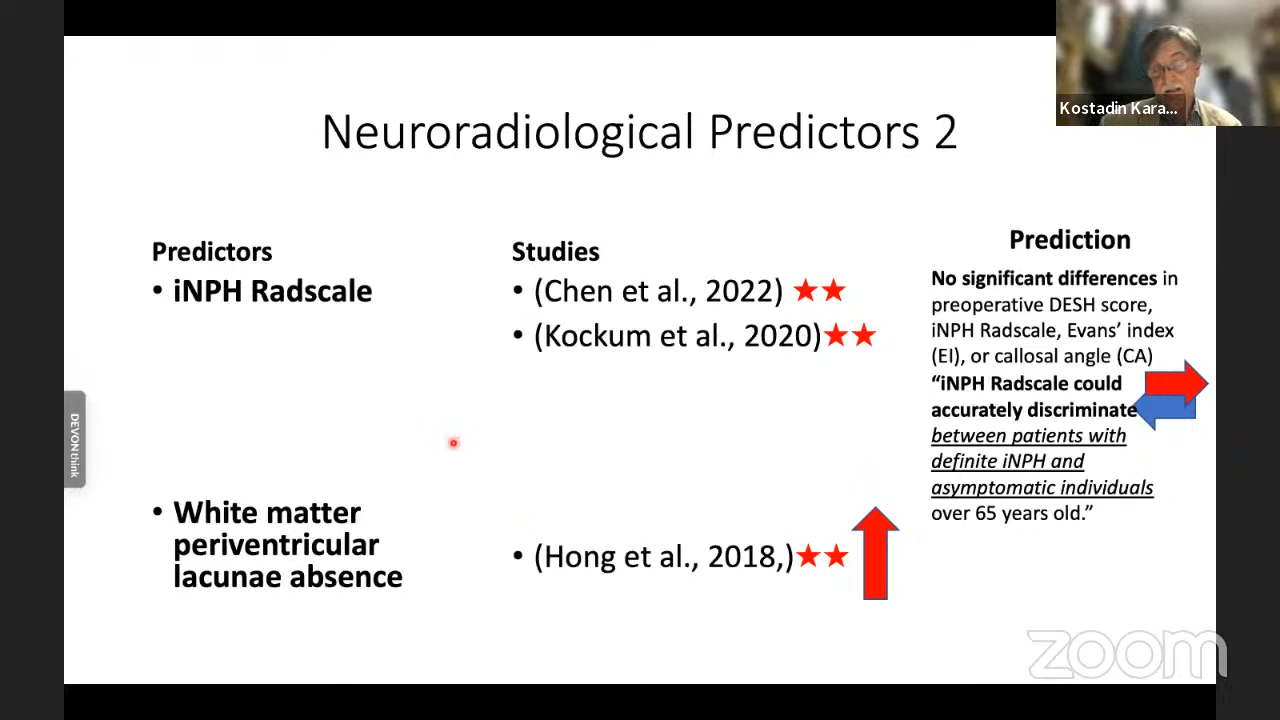 Kostadin Kara...
Neuroradiological Predictors 2
Predictors
• iNPH Radscale
• White matter
periventricular
lacunae absence
Studies
• (Chen et al., 2022) ★★
• (Kockum et al., 2020)★★
• (Hong et al., 2018,)★★
Prediction
No significant differences in
preoperative DESH score,
iNPH Radscale, Evans’ index
(EI), or callosal angle (CA)
“iNPH Radscale could
accurately discriminate
between patients with
definite iNPH and
asymptomatic individuals
over 65 years old.”
DEVONthink
zoom